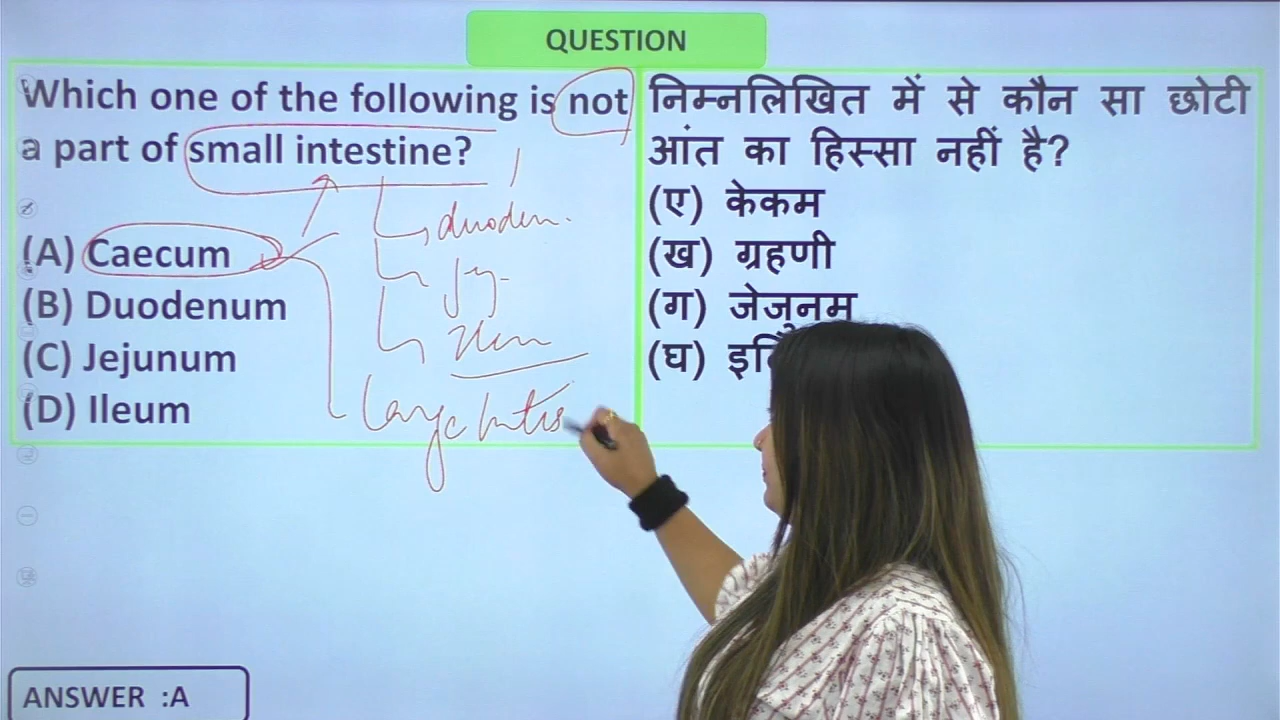 QUESTION
Which one of the following is not
a part of small intestine?
(A) Caecum
(B) Duodenum
(C) Jejunum
(D) Ileum
निम्नलिखित में से कौन सा छोटी
आंत का हिस्सा नहीं है?
(ए) केकम
(ख) ग्रहणी
(ग) जेजुनम
(घ)
duoden.
large
ANSWER :A